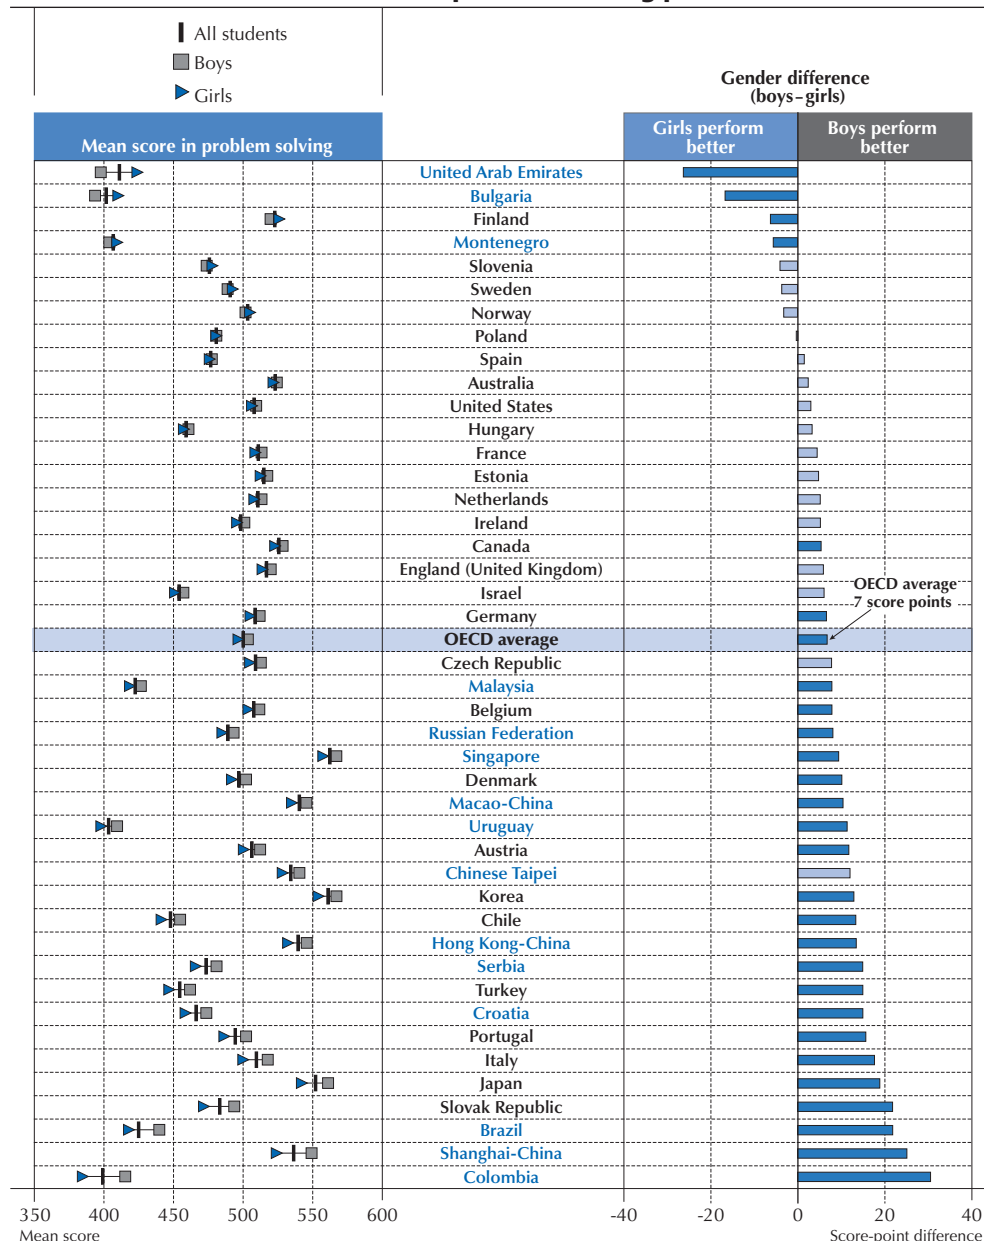 All students
Boys
Girls
Gender difference
(boys–girls)
Mean score in problem solving
Girls perform
better
Boys perform
better
United Arab Emirates
Bulgaria
Finland
Montenegro
Slovenia
Sweden
Norway
Poland
Spain
Australia
United States
Hungary
France
Estonia
Netherlands
Ireland
Canada
England (United Kingdom)
Israel
Germany
OECD average
7 score points
OECD average
Czech Republic
Malaysia
Belgium
Russian Federation
Singapore
Denmark
Macao-China
Uruguay
Austria
Chinese Taipei
Korea
Chile
Hong Kong-China
Serbia
Turkey
Croatia
Portugal
Italy
Japan
Slovak Republic
Brazil
Shanghai-China
Colombia
350 400 450 500 550 600 -40 -20 0 20 40
Mean score
Score-point difference